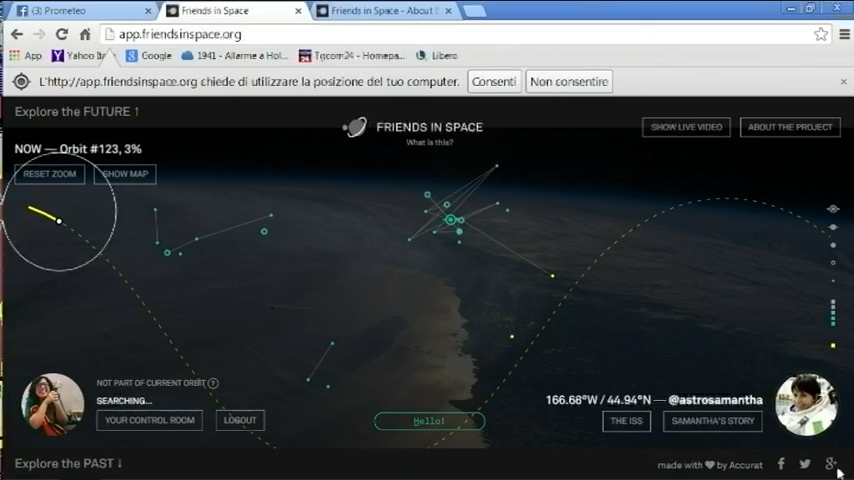 (3) Prometeo
Friends in Space
Friends in Space - About
app.friendsinspace.org
App
Yahoo
Google
1941 - Allarme a Hol...
Tgcom24 - Homepa...
Libero
L'http://app.friendsinspace.org chiede di utilizzare la posizione del tuo computer.
Consenti
Non consentire
Explore the FUTURE ↑
FRIENDS IN SPACE
What is this?
SHOW LIVE VIDEO
ABOUT THE PROJECT
NOW — Orbit #123, 3%
RESET ZOOM
SHOW MAP
NOT PART OF CURRENT ORBIT ?
SEARCHING...
YOUR CONTROL ROOM
LOGOUT
Hello!
166.68°W / 44.94°N — @astrosamantha
THE ISS
SAMANTHA'S STORY
Explore the PAST ↓
made with ♥ by Accurat